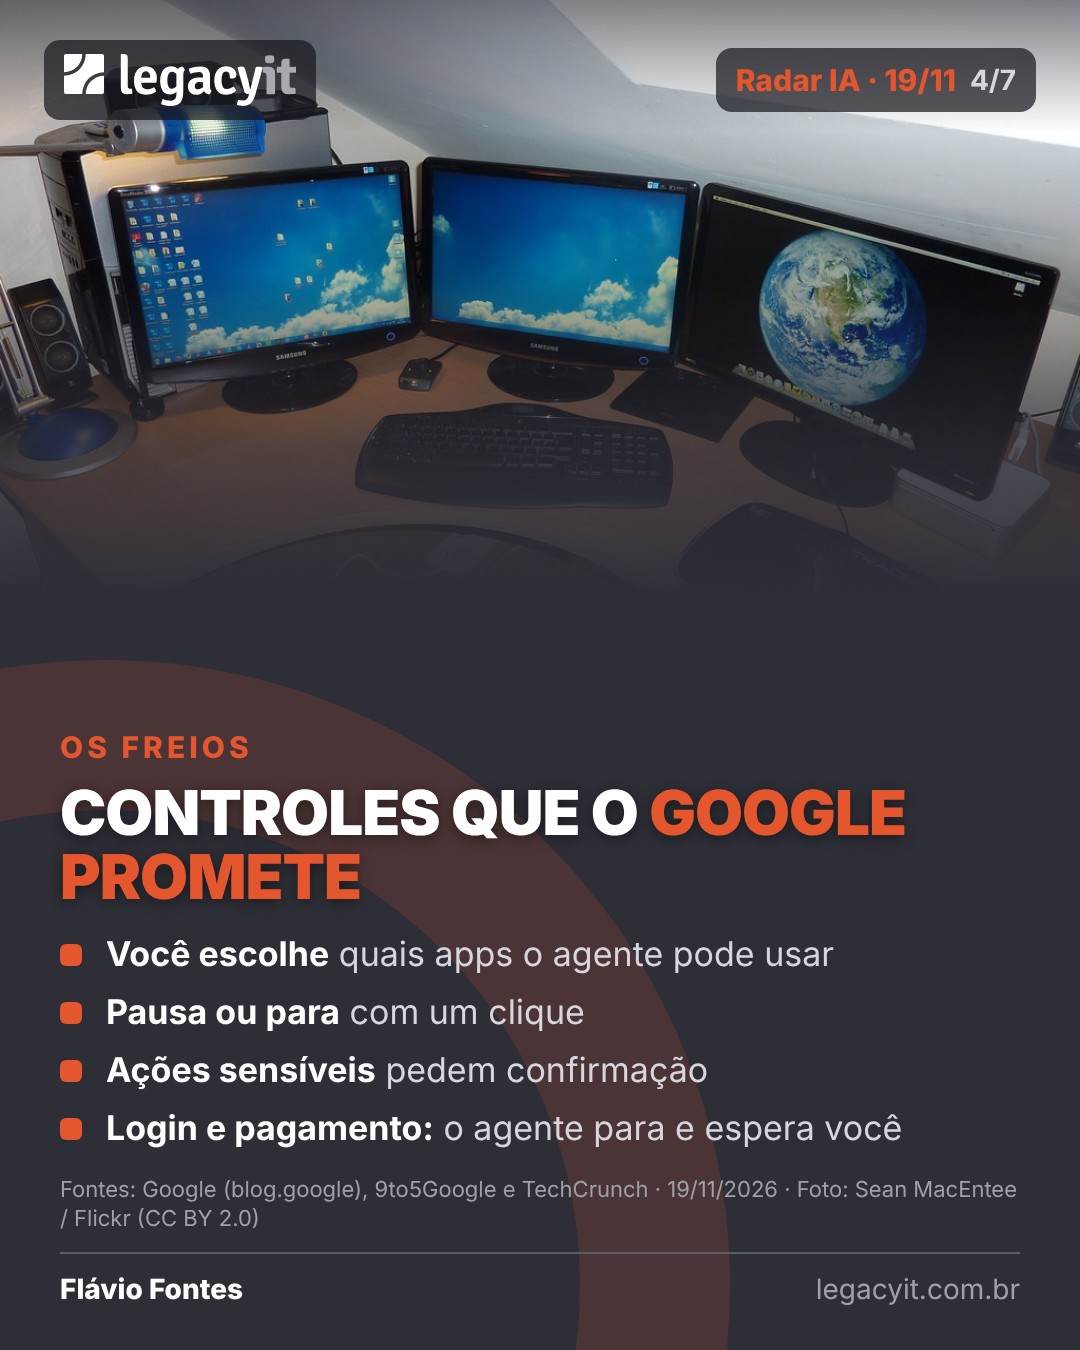 legacyit
Radar IA · 19/11 4/7
SAMSUNG
SAMSUNG
OS FREIOS
CONTROLES QUE O GOOGLE
PROMETE
Você escolhe quais apps o agente pode usar
Pausa ou para com um clique
Ações sensíveis pedem confirmação
Login e pagamento: o agente para e espera você
Fontes: Google (blog.google), 9to5Google e TechCrunch · 19/11/2026 · Foto: Sean MacEntee
/ Flickr (CC BY 2.0)
Flávio Fontes
legacyit.com.br